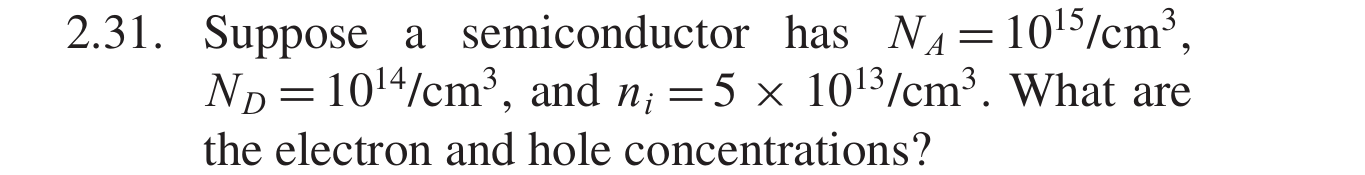 2.31. Suppose a semiconductor has N_A = 10^15/cm^3,
N_D = 10^14/cm^3, and n_i = 5 × 10^13/cm^3. What are
the electron and hole concentrations?